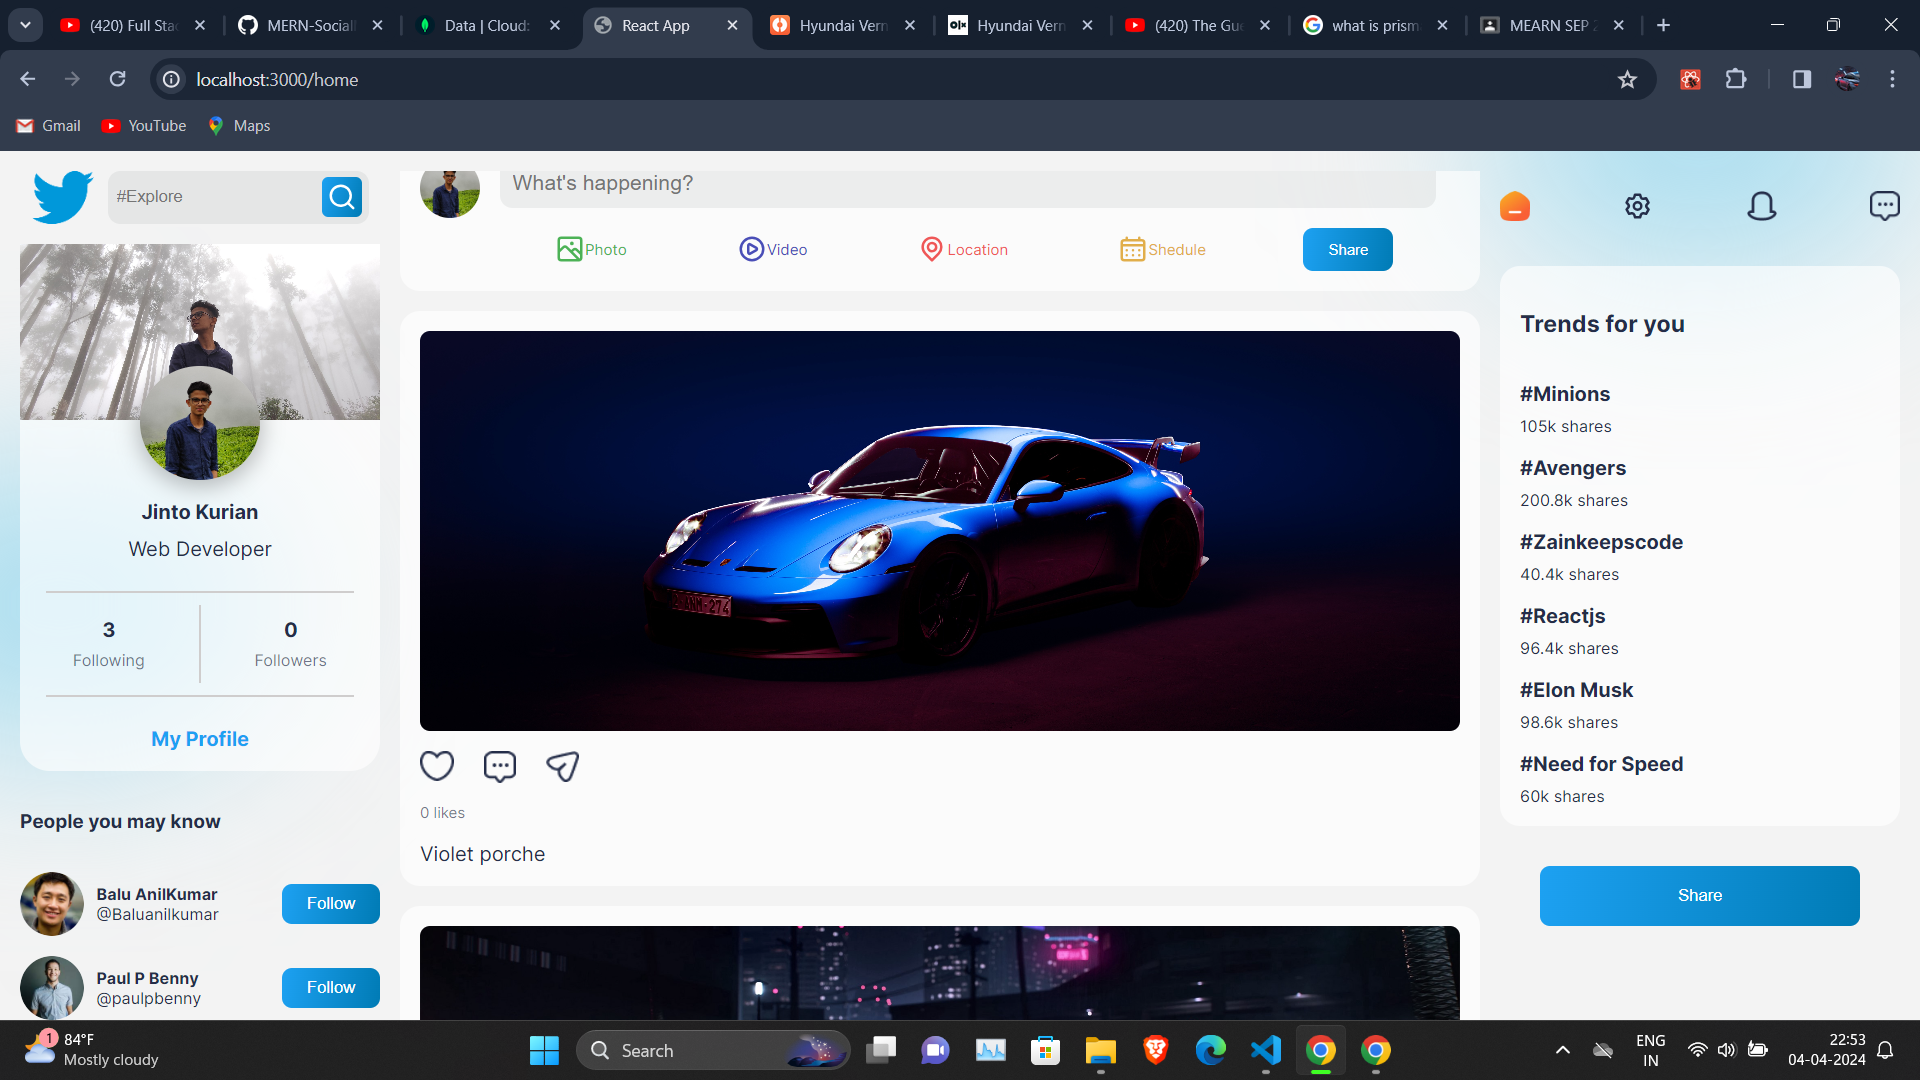 (420) Full Sta
MERN-Sociall
Data | Cloud:
React App
Hyundai Vern
olx
Hyundai Vern
(420) The Gue
what is prism
MEARN SEP 2
localhost:3000/home
Gmail
YouTube
Maps
#Explore
Jinto Kurian
Web Developer
3
Following
0
Followers
My Profile
People you may know
Balu AnilKumar
@Baluanilkumar
Follow
Paul P Benny
@paulpbenny
Follow
What's happening?
Photo
Video
Location
Shedule
Share
0 likes
Violet porche
Trends for you
#Minions
105k shares
#Avengers
200.8k shares
#Zainkeepscode
40.4k shares
#Reactjs
96.4k shares
#Elon Musk
98.6k shares
#Need for Speed
60k shares
Share
1
84°F
Mostly cloudy
Search
ENG
IN
22:53
04-04-2024